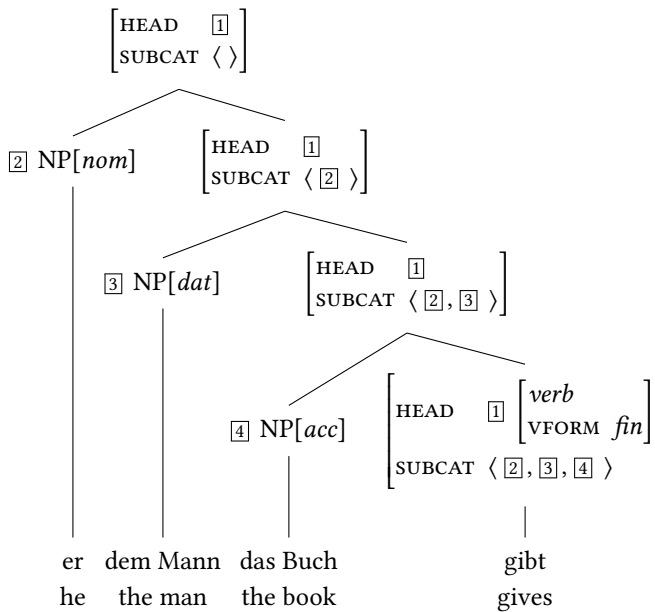 [HEAD 1
SUBCAT ⟨ ⟩]
2 NP[nom]
[HEAD 1
SUBCAT ⟨ 2 ⟩]
3 NP[dat]
[HEAD 1
SUBCAT ⟨ 2 , 3 ⟩]
4 NP[acc]
[HEAD 1 [verb
VFORM fin]
SUBCAT ⟨ 2 , 3 , 4 ⟩
er dem Mann das Buch gibt
he the man the book gives